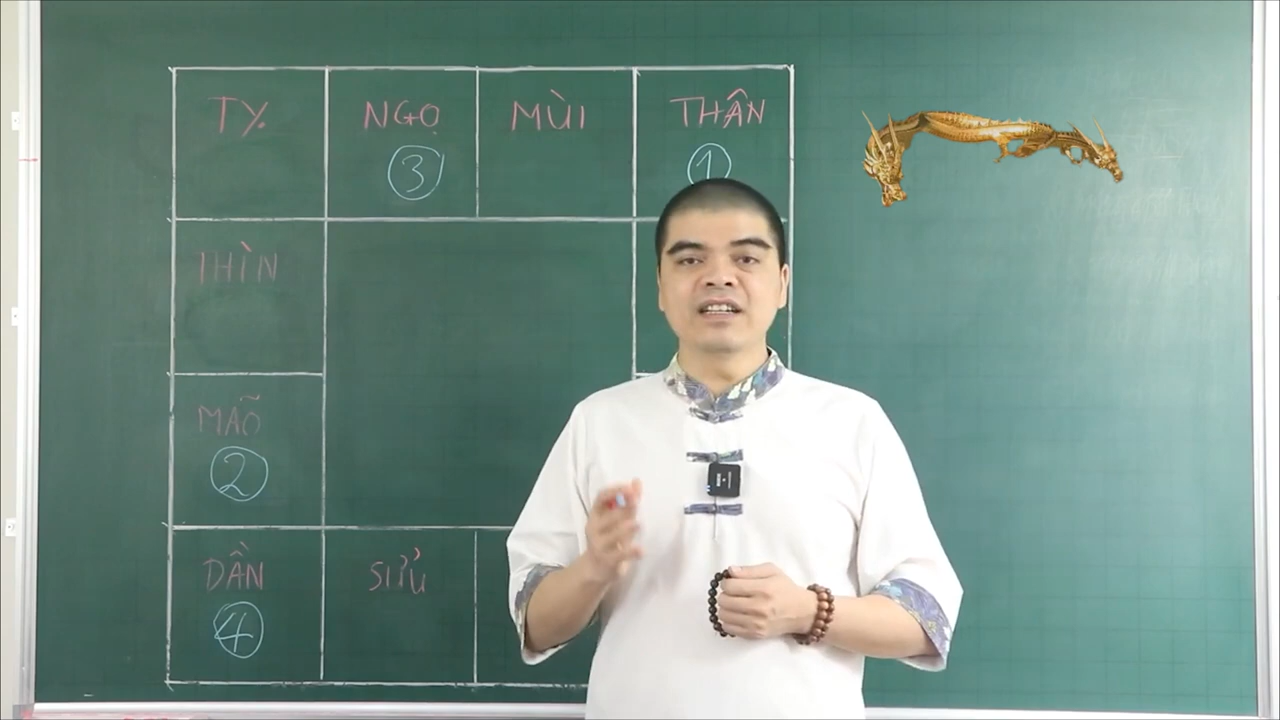 TỴ NGỌ MÙI THÂN
3 1
THÌN
MÃO
2
DẦN SỬU
4